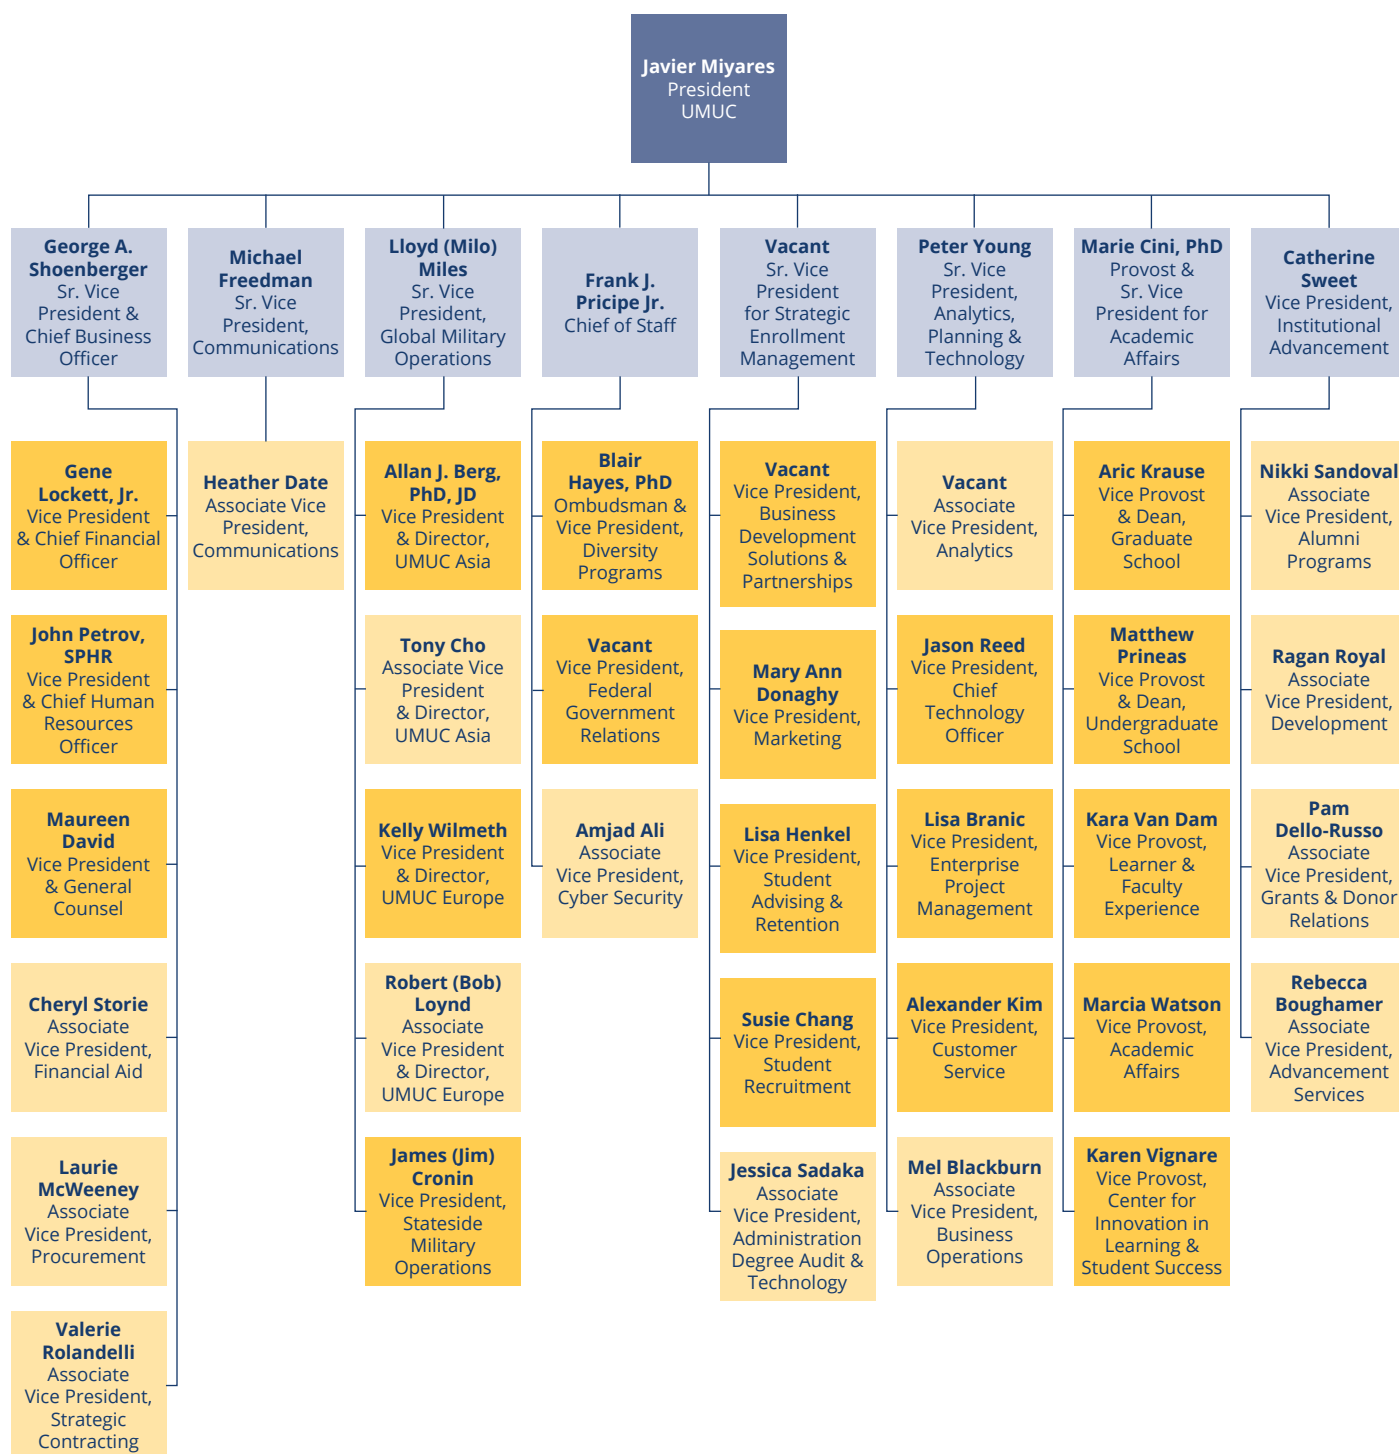 Javier Miyares
President
UMUC
George A.
Shoenberger
Sr. Vice
President &
Chief Business
Officer
Michael
Freedman
Sr. Vice
President,
Communications
Lloyd (Milo)
Miles
Sr. Vice
President,
Global Military
Operations
Frank J.
Pricipe Jr.
Chief of Staff
Vacant
Sr. Vice
President
for Strategic
Enrollment
Management
Peter Young
Sr. Vice
President,
Analytics,
Planning &
Technology
Marie Cini, PhD
Provost &
Sr. Vice
President for
Academic
Affairs
Catherine
Sweet
Vice President,
Institutional
Advancement
Gene
Lockett, Jr.
Vice President
& Chief Financial
Officer
John Petrov,
SPHR
Vice President
& Chief Human
Resources
Officer
Maureen
David
Vice President
& General
Counsel
Cheryl Storie
Associate
Vice President,
Financial Aid
Laurie
McWeeney
Associate
Vice President,
Procurement
Valerie
Rolandelli
Associate
Vice President,
Strategic
Contracting
Heather Date
Associate Vice
President,
Communications
Allan J. Berg,
PhD, JD
Vice President
& Director,
UMUC Asia
Tony Cho
Associate Vice
President
& Director,
UMUC Asia
Kelly Wilmeth
Vice President
& Director,
UMUC Europe
Robert (Bob)
Loynd
Associate
Vice President
& Director,
UMUC Europe
James (Jim)
Cronin
Vice President,
Stateside
Military
Operations
Blair
Hayes, PhD
Ombudsman &
Vice President,
Diversity
Programs
Vacant
Vice President,
Federal
Government
Relations
Amjad Ali
Associate
Vice President,
Cyber Security
Vacant
Vice President,
Business
Development
Solutions &
Partnerships
Mary Ann
Donaghy
Vice President,
Marketing
Lisa Henkel
Vice President,
Student
Advising &
Retention
Susie Chang
Vice President,
Student
Recruitment
Jessica Sadaka
Associate
Vice President,
Administration
Degree Audit &
Technology
Vacant
Associate
Vice President,
Analytics
Jason Reed
Vice President,
Chief
Technology
Officer
Lisa Branic
Vice President,
Enterprise
Project
Management
Alexander Kim
Vice President,
Customer
Service
Mel Blackburn
Associate
Vice President,
Business
Operations
Aric Krause
Vice Provost
& Dean,
Graduate
School
Matthew
Prineas
Vice Provost
& Dean,
Undergraduate
School
Kara Van Dam
Vice Provost,
Learner &
Faculty
Experience
Marcia Watson
Vice Provost,
Academic
Affairs
Karen Vignare
Vice Provost,
Center for
Innovation in
Learning &
Student Success
Nikki Sandoval
Associate
Vice President,
Alumni
Programs
Ragan Royal
Associate
Vice President,
Development
Pam
Dello-Russo
Associate
Vice President,
Grants & Donor
Relations
Rebecca
Boughamer
Associate
Vice President,
Advancement
Services